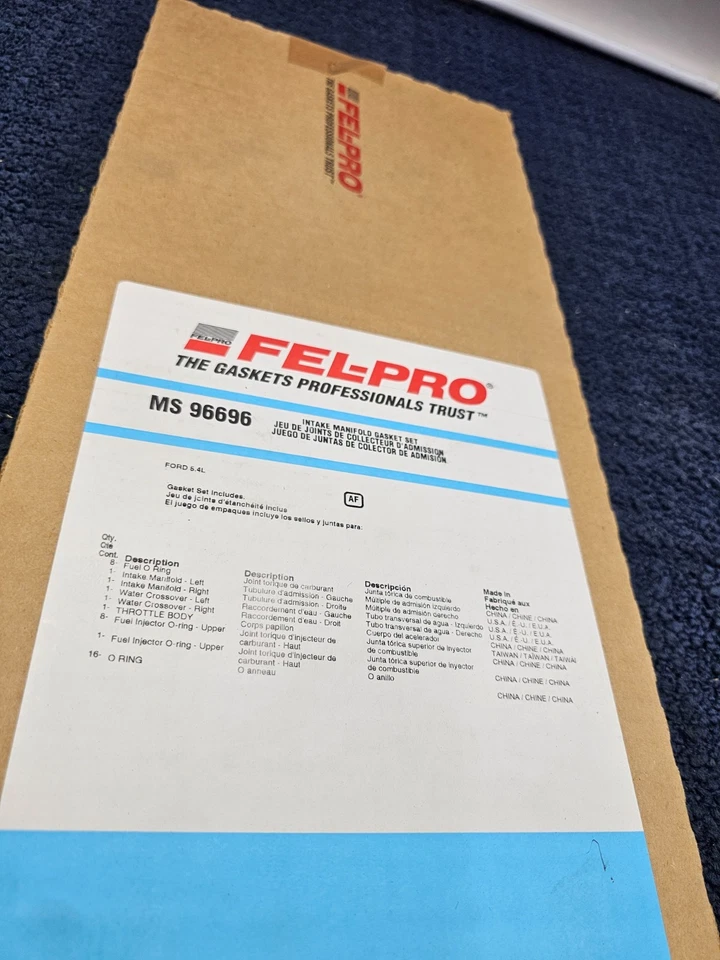 FEL-PRO
THE GASKETS PROFESSIONALS TRUST™
FEL-PRO
FEL-PRO®
THE GASKETS PROFESSIONALS TRUST™
MS 96696
INTAKE MANIFOLD GASKET SET
JEU DE JOINTS DE COLLECTEUR D'ADMISSION
JUEGO DE JUNTAS DE COLECTOR DE ADMISIÓN
FORD 5.4L
AF
Gasket Set Includes.
Jeu de joints d'étanchéité inclus
El juego de empaques incluye los sellos y juntas para:
Qty.
Qte
Cont. Description Description Descripción Made in
Fabriqué aux
Hecho en
8- Fuel O Ring Joint torique de carburant Junta tórica de combustible CHINA / CHINE / CHINA
1- Intake Manifold - Left Tubulure d'admission - Gauche Múltiple de admisión izquierdo U.S.A. / É.-U. / E.U.A.
1- Intake Manifold - Right Tubulure d'admission - Droite Múltiple de admisión derecho U.S.A. / É.-U. / E.U.A.
1- Water Crossover - Left Raccordement d'eau - Gauche Tubo transversal de agua - Izquierdo U.S.A. / É.-U. / E.U.A.
1- Water Crossover - Right Raccordement d'eau - Droit Tubo transversal de agua - Derecho CHINA / CHINE / CHINA
1- THROTTLE BODY Corps papillon Cuerpo del acelerador TAIWAN / TAÏWAN / TAIWÁN
8- Fuel Injector O-ring - Upper Joint torique d'injecteur de Junta tórica superior de inyector CHINA / CHINE / CHINA
carburant - Haut de combustible
1- Fuel Injector O-ring - Upper Joint torique d'injecteur de Junta tórica superior de inyector CHINA / CHINE / CHINA
carburant - Haut de combustible
16- O RING O anneau O anillo CHINA / CHINE / CHINA